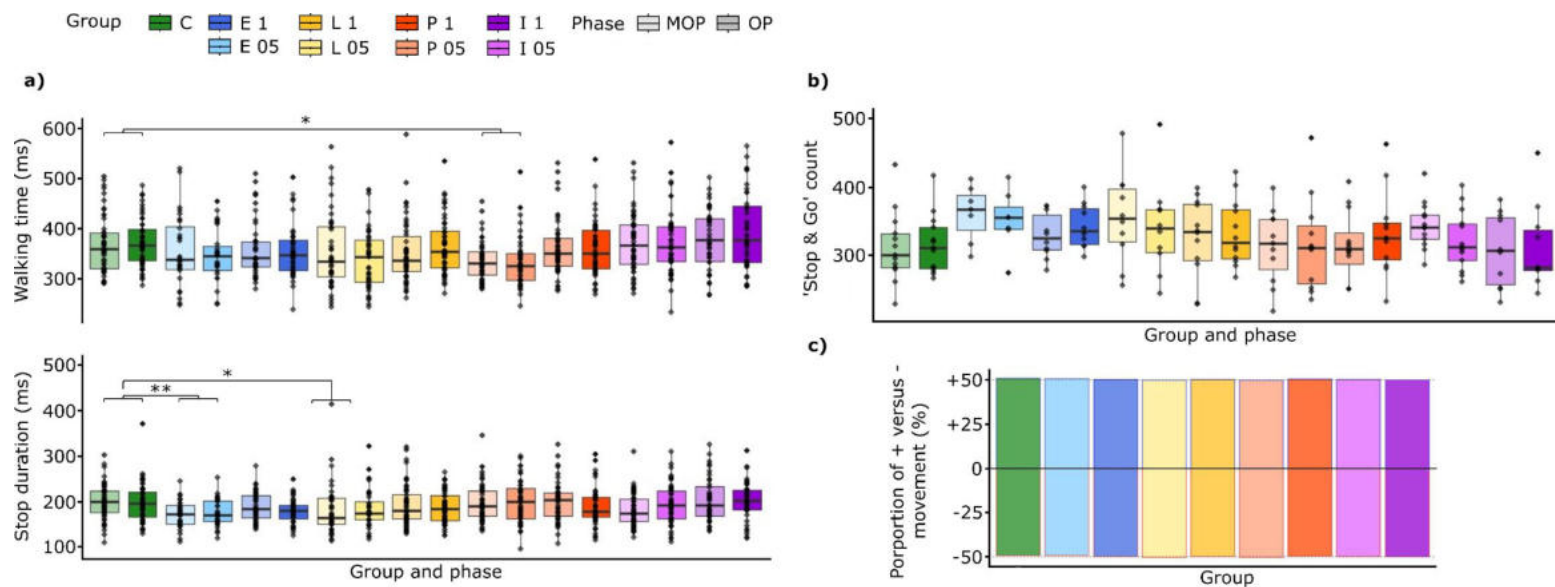 Group C E 1 L 1 P 1 I 1 Phase MOP OP
E 05 L 05 P 05 I 05
a)
Walking time (ms)
600
500
400
300
*
Stop duration (ms)
500
400
300
200
100
*
**
Group and phase
b)
'Stop & Go' count
500
400
300
Group and phase
c)
Porportion of + versus -
movement (%)
+50
+25
0
-25
-50
Group